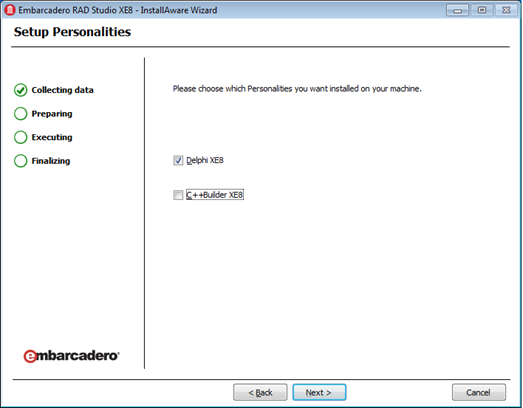 Embarcadero RAD Studio XE8 - InstallAware Wizard
Setup Personalities
Collecting data
Preparing
Executing
Finalizing
Please choose which Personalities you want installed on your machine.
Delphi XE8
C++Builder XE8
embarcadero
< Back
Next >
Cancel